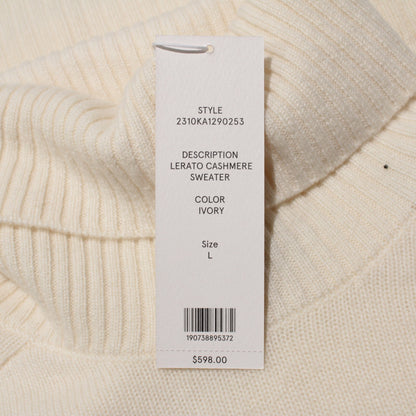 STYLE
2310KA1290253
DESCRIPTION
LERATO CASHMERE
SWEATER
COLOR
IVORY
Size
L
190738895372
$598.00